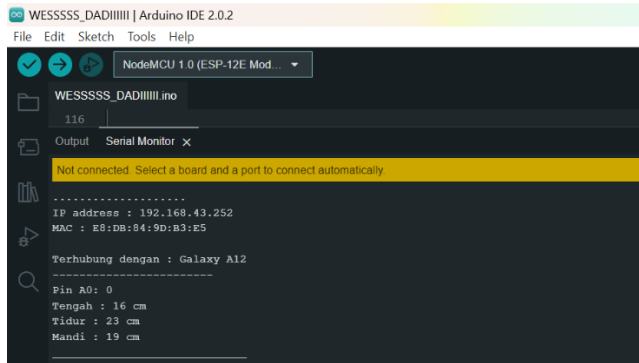 WESSSSS_DADIIIIII | Arduino IDE 2.0.2
File Edit Sketch Tools Help
NodeMCU 1.0 (ESP-12E Mod...
WESSSSS_DADIIIIII.ino
116
Output Serial Monitor
Not connected. Select a board and a port to connect automatically.
....................
IP address : 192.168.43.252
MAC : E8:DB:84:9D:B3:E5
Terhubung dengan : Galaxy A12
-------------------------
Pin A0: 0
Tengah : 16 cm
Tidur : 23 cm
Mandi : 19 cm
______________________________